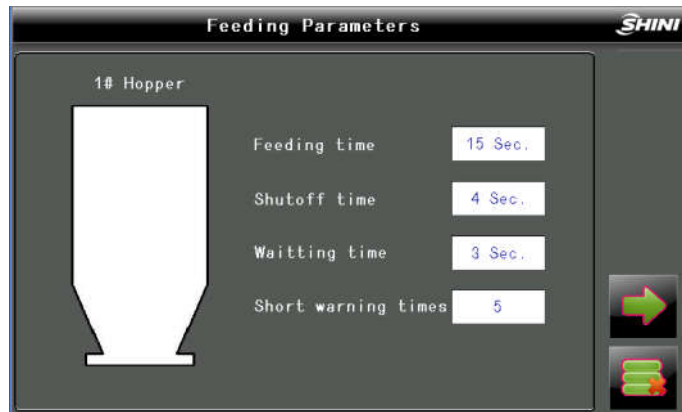 Feeding Parameters
SHINI
1# Hopper
Feeding time 15 Sec.
Shutoff time 4 Sec.
Waitting time 3 Sec.
Short warning times 5